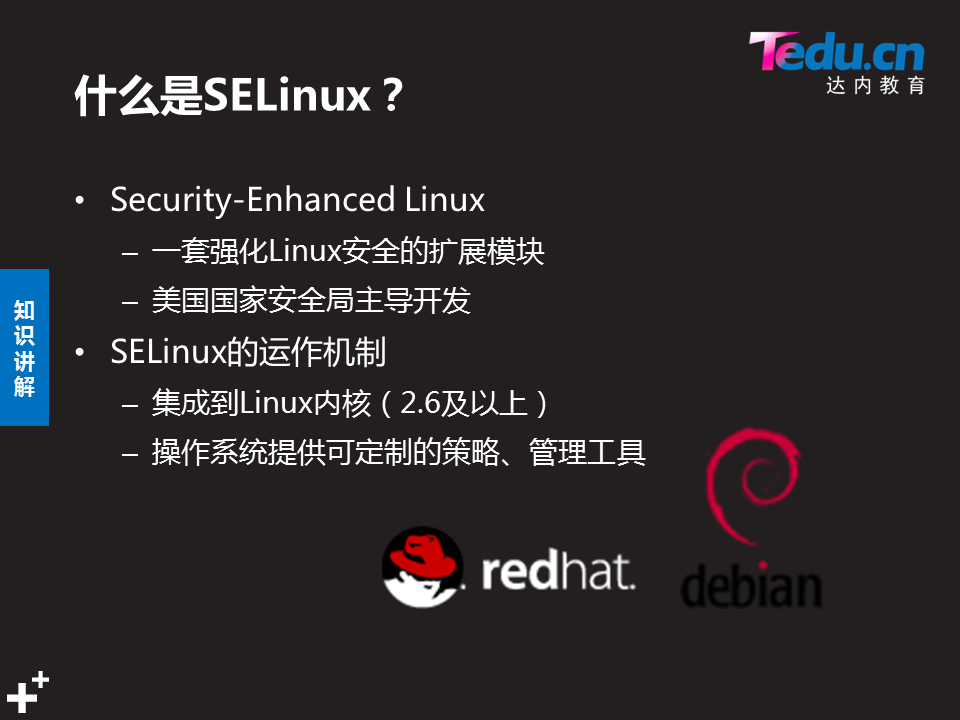 Tedu.cn
达内教育
什么是SELinux？
• Security-Enhanced Linux
– 一套强化Linux安全的扩展模块
– 美国国家安全局主导开发
• SELinux的运作机制
– 集成到Linux内核（2.6及以上）
– 操作系统提供可定制的策略、管理工具
知识讲解
redhat.
debian